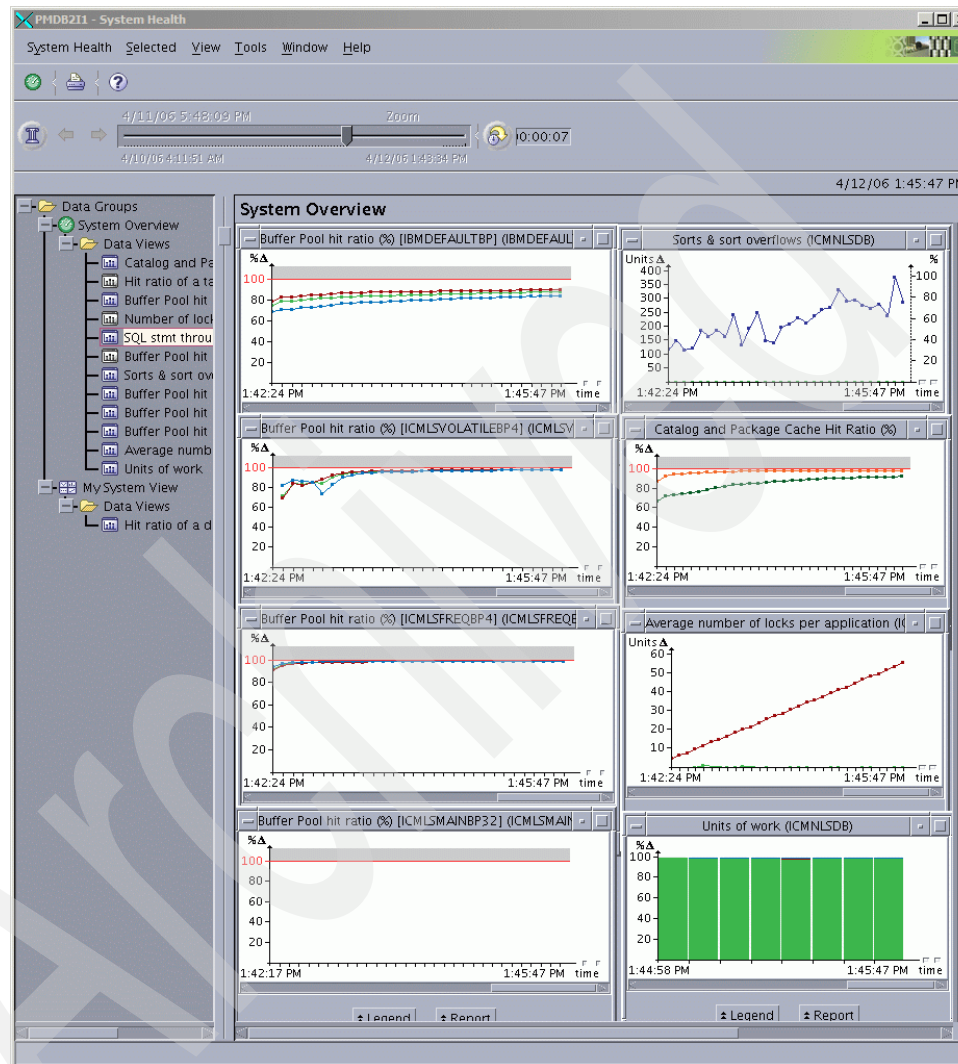 PMDB2I1 - System Health
System Health Selected View Tools Window Help
4/11/06 5:48:09 PM Zoom
00:00:07
4/10/06 4:11:51 AM 4/12/06 1:43:34 PM
4/12/06 1:45:47 PM
Data Groups
System Overview
Data Views
Catalog and Pa
Hit ratio of a ta
Buffer Pool hit
Number of lock
SQL stmt throu
Buffer Pool hit
Sorts & sort ov
Buffer Pool hit
Buffer Pool hit
Buffer Pool hit
Average numb
Units of work
My System View
Data Views
Hit ratio of a d
System Overview
Buffer Pool hit ratio (%) [IBMDEFAULTBP] (IBMDEFAUL
%Δ
100
80
60
40
20
1:42:24 PM 1:45:47 PM time
Sorts & sort overflows (ICMNLSDB)
Units Δ %
400
350
300
250
200
150
100
50
100
80
60
40
20
1:42:24 PM 1:45:47 PM time
Buffer Pool hit ratio (%) [ICMLSVOLATILEBP4] (ICMLSV
%Δ
100
80
60
40
20
1:42:24 PM 1:45:47 PM time
Catalog and Package Cache Hit Ratio (%)
%Δ
100
80
60
40
20
1:42:24 PM 1:45:47 PM time
Buffer Pool hit ratio (%) [ICMLSFREQBP4] (ICMLSFREQE
%Δ
100
80
60
40
20
1:42:24 PM 1:45:47 PM time
Average number of locks per application (IC
Units Δ
60
50
40
30
20
10
1:42:24 PM 1:45:47 PM time
Buffer Pool hit ratio (%) [ICMLSMAINBP32] (ICMLSMAIN
%Δ
100
80
60
40
20
1:42:17 PM 1:45:47 PM time
Units of work (ICMNLSDB)
%Δ
100
80
60
40
20
1:44:58 PM 1:45:47 PM time
Legend Report
Legend Report
Archived